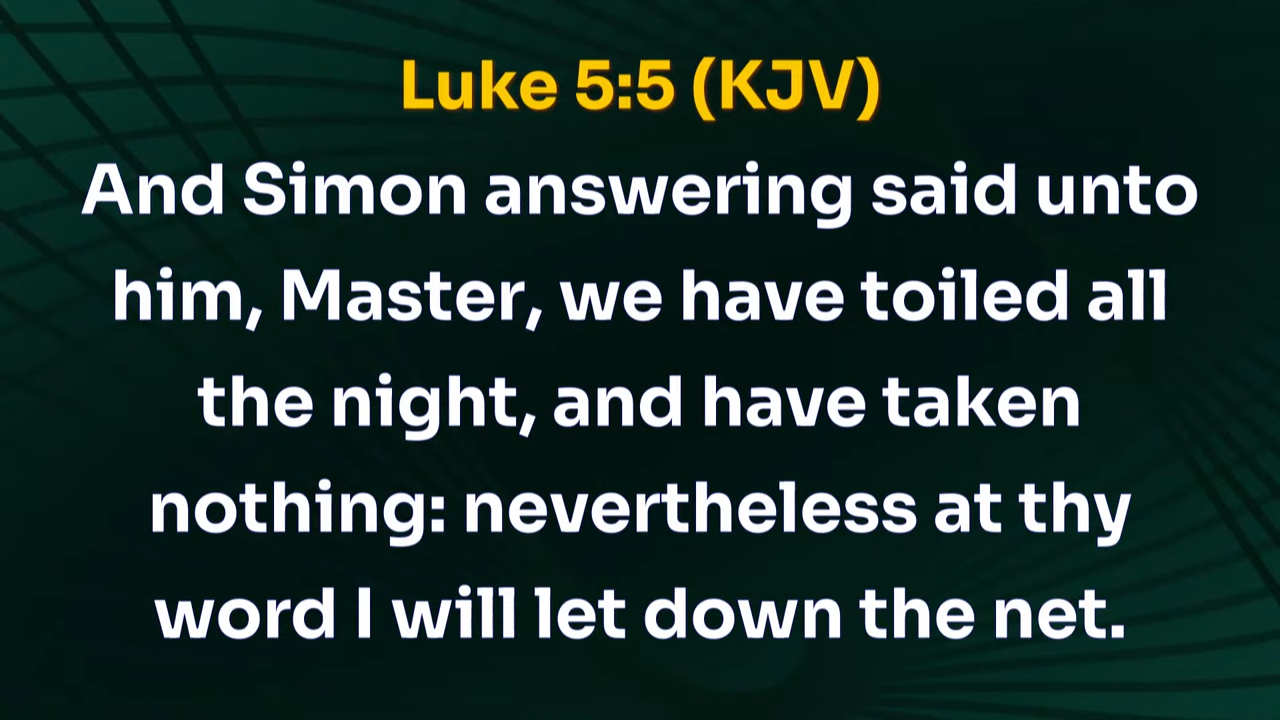 Luke 5:5 (KJV)
And Simon answering said unto
him, Master, we have toiled all
the night, and have taken
nothing: nevertheless at thy
word I will let down the net.